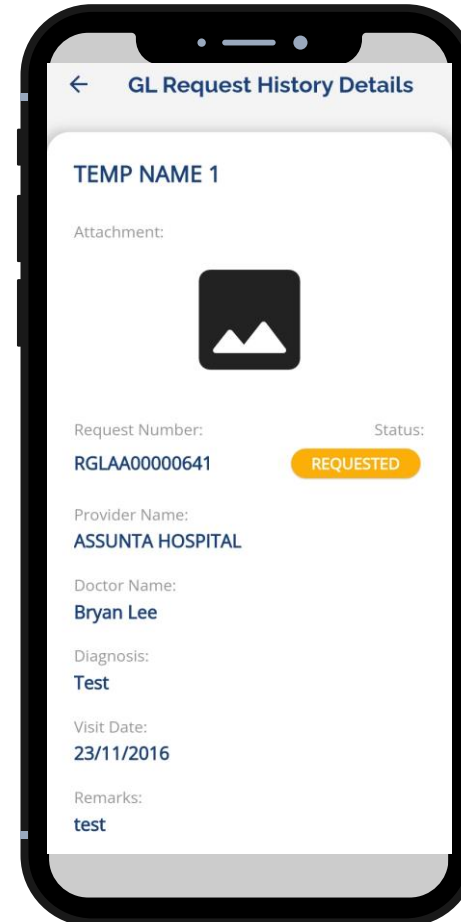 GL Request History Details
TEMP NAME 1
Attachment:
Request Number:
Status:
RGLAA00000641
REQUESTED
Provider Name:
ASSUNTA HOSPITAL
Doctor Name:
Bryan Lee
Diagnosis:
Test
Visit Date:
23/11/2016
Remarks:
test